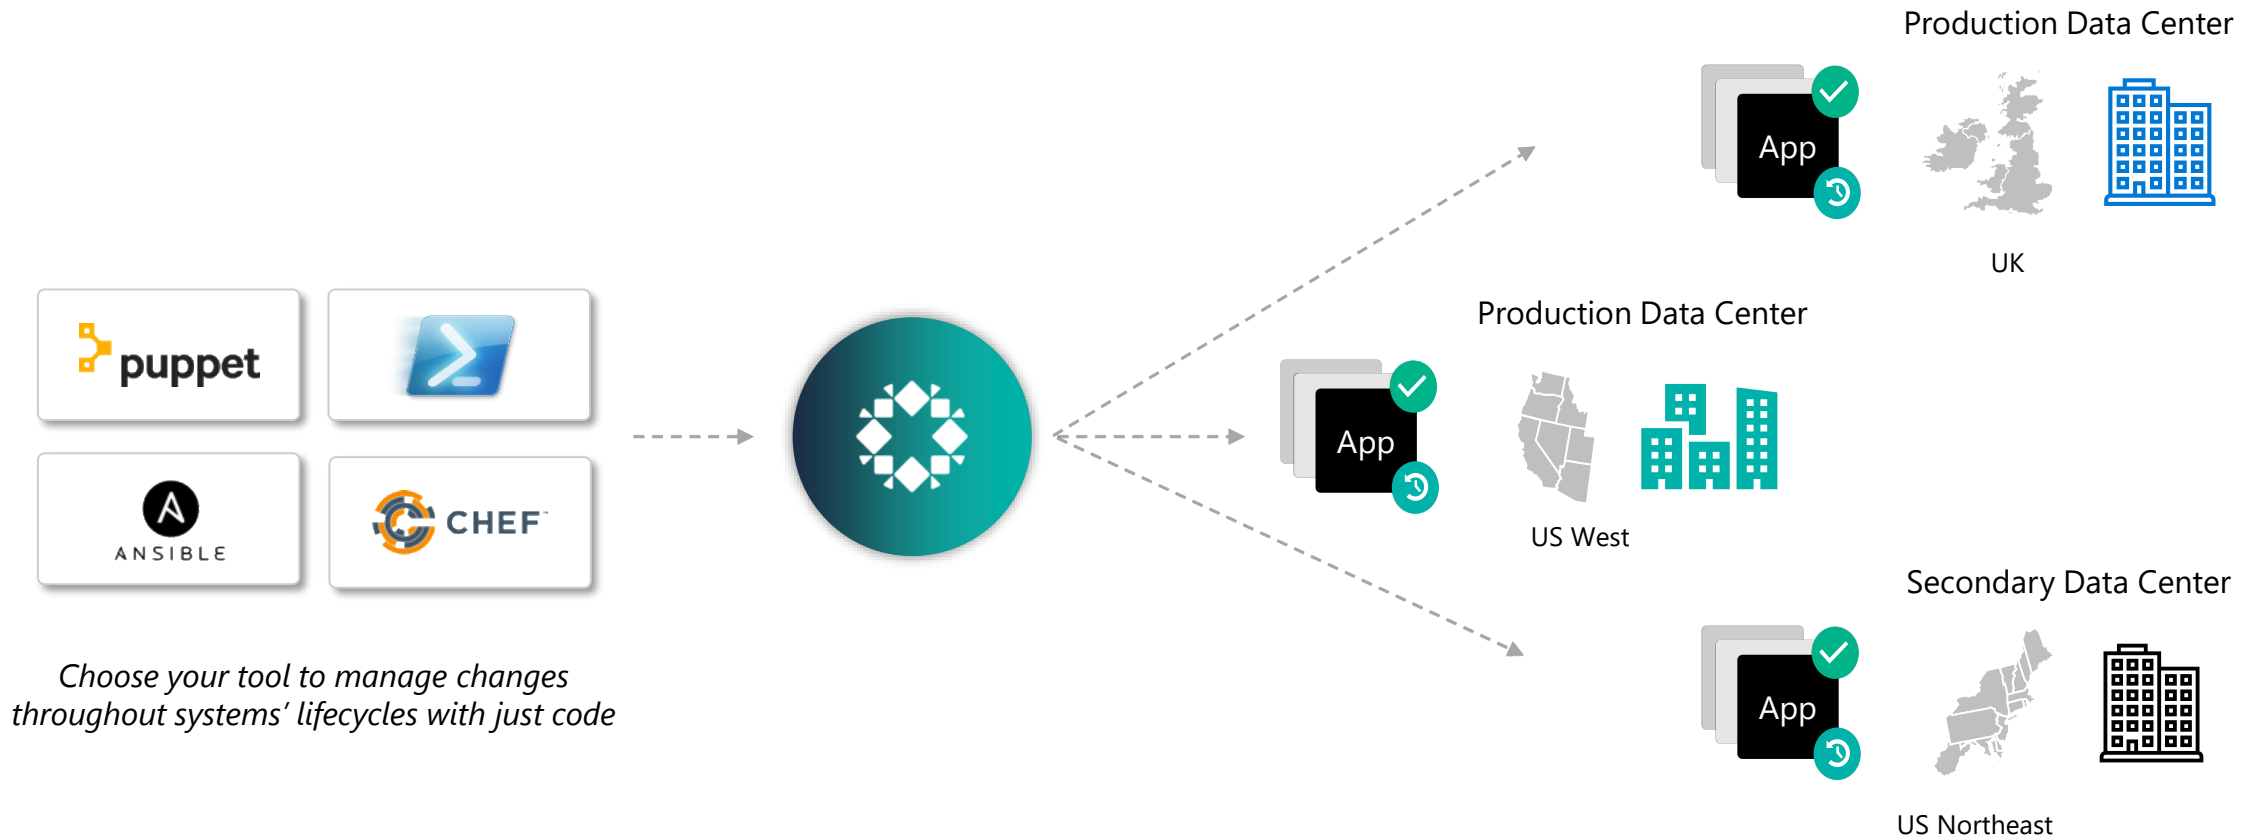 puppet
ANSIBLE
CHEF™
Choose your tool to manage changes
throughout systems’ lifecycles with just code
Production Data Center
App
UK
Production Data Center
App
US West
Secondary Data Center
App
US Northeast